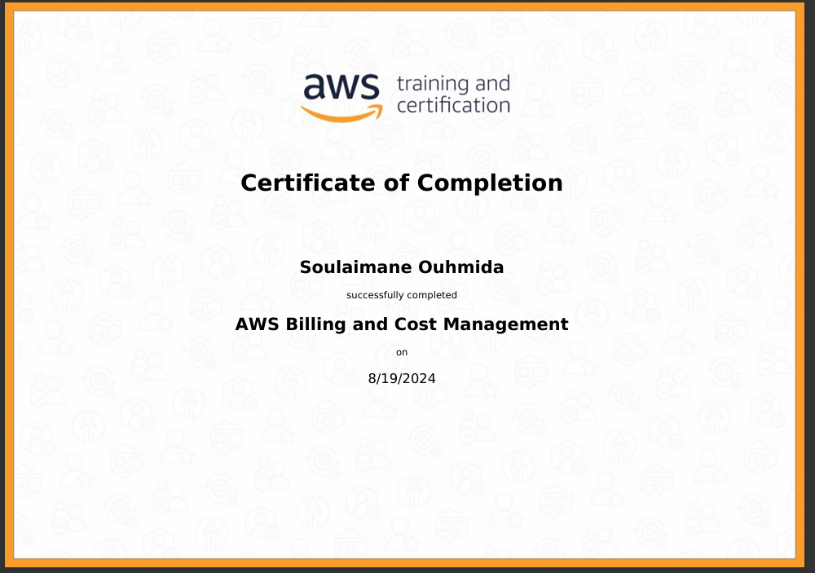 aws training and
certification
Certificate of Completion
Soulaimane Ouhmida
successfully completed
AWS Billing and Cost Management
on
8/19/2024